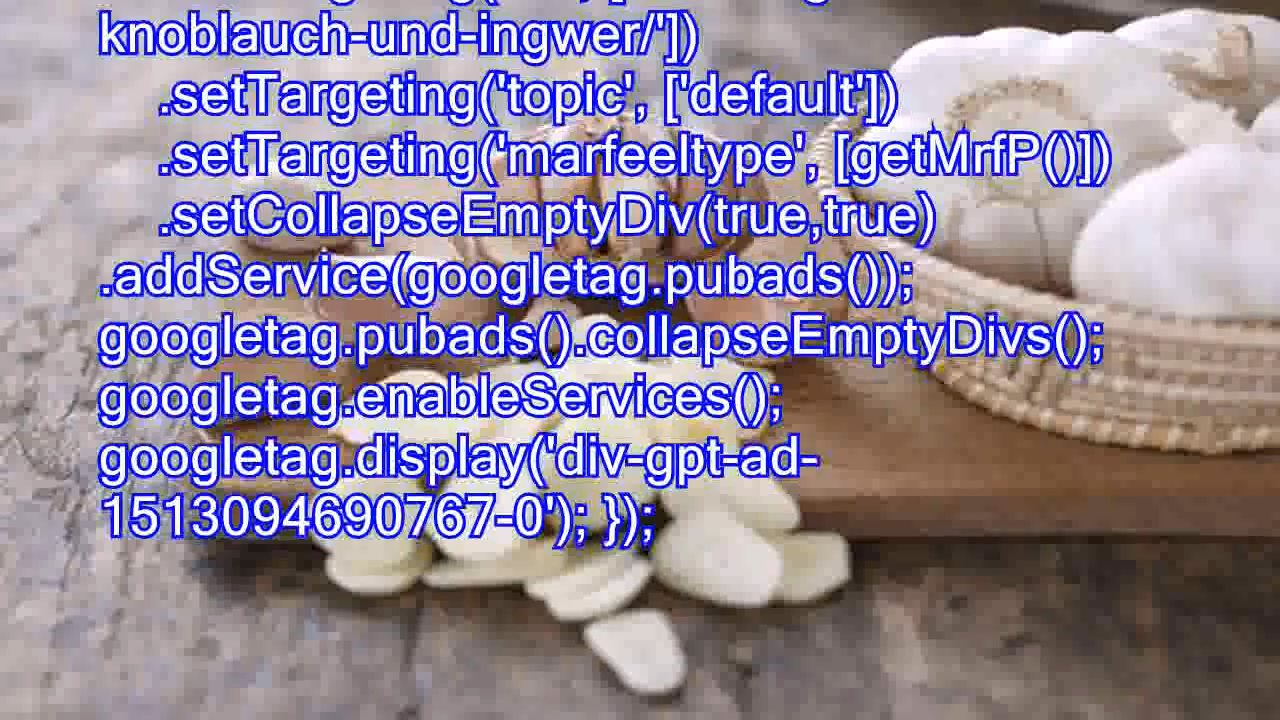 knoblauch-und-ingwer/'])
.setTargeting('topic', ['default'])
.setTargeting('marfeeltype', [getMrfP()])
.setCollapseEmptyDiv(true,true)
.addService(googletag.pubads());
googletag.pubads().collapseEmptyDivs();
googletag.enableServices();
googletag.display('div-gpt-ad-
1513094690767-0'); });